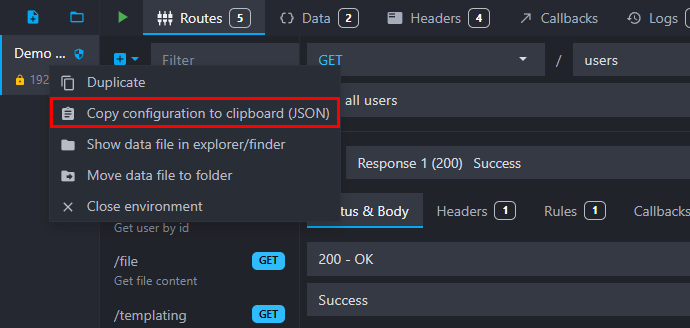 Routes 5
Data 2
Headers 4
Callbacks
Logs
Demo ...
Filter
GET
/
users
192
Duplicate
all users
Copy configuration to clipboard (JSON)
Show data file in explorer/finder
Response 1 (200) Success
Move data file to folder
Close environment
tus & Body
Headers 1
Rules 1
Callbacks
Get user by id
/file
GET
200 - OK
Get file content
Success
/templating
GET